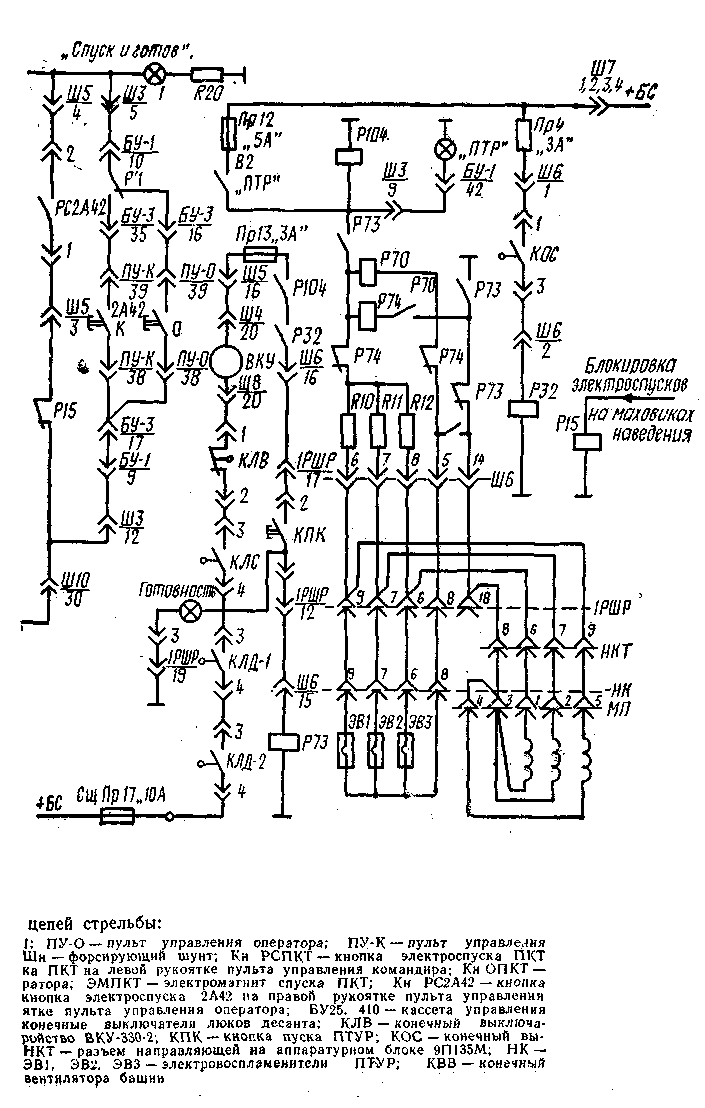 „Спуск и готов".
1
R20
Ш5
4
Ш3
5
2
БУ-1
10
Р1
РС2А42
БУ-3
35
БУ-3
16
1
ПУ-К
39
ПУ-О
39
Ш5
3
2А42
К
О
ПУ-К
38
ПУ-О
38
Р15
БУ-3
17
БУ-1
9
Ш3
12
Ш10
30
Ш7
1,2,3,4
+БС
Пр12
„5А"
В2
„ПТР"
Р104
Ш3
9
„ПТР"
БУ-1
42
Пр4
„3А"
Ш6
1
1
КОС
3
Ш6
2
Р32
Р15
Блокировка
электроспусков
на маховиках
наведения
Пр13„3А"
Ш5
16
Р104
Ш4
20
Р32
ВКУ
Ш6
16
Ш8
20
1
КЛВ
1РШР
17
2
2
3
КПК
КЛС
4
Готовность
1РШР
12
3
3
1РШР
19
КЛД-1
4
Ш6
15
3
Р73
КЛД-2
4
+БС
Сщ Пр17„10А
Р73
Р70
Р70
Р73
Р74
Р74
Р74
Р73
R10
R11
R12
6
7
8
5
14
Ш6
9
7
6
8
18
1РШР
8
6
7
9
НКТ
9
7
6
8
НК
4
3
1
2
5
МП
ЭВ1
ЭВ2
ЭВ3
цепей стрельбы:
1; ПУ-О — пульт управления оператора; ПУ-К — пульт управления
Шн — форсирующий шунт; Кн РСПКТ — кнопка электроспуска ПКТ
ка ПКТ на левой рукоятке пульта управления командира; Кн ОПКТ —
ратора; ЭМПКТ — электромагнит спуска ПКТ; Кн РС2А42 — кнопка
кнопка электроспуска 2А42 на правой рукоятке пульта управления
ятке пульта управления оператора; БУ25. 410 — кассета управления
конечные выключатели люков десанта; КЛВ — конечный выключа-
ройство ВКУ-330-2; КПК — кнопка пуска ПТУР; КОС — конечный вы-
НКТ — разъем направляющей на аппаратурном блоке 9П135М; НК —
ЭВ1, ЭВ2, ЭВ3 — электровоспламенители ПТУР; КВВ — конечный
вентилятора башни